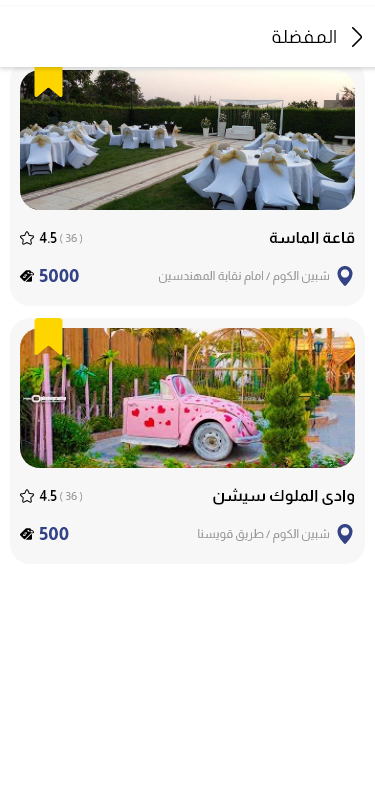 المفضلة
قاعة الماسة
4.5 ( 36 )
شبين الكوم / امام نقابة المهندسين
5000
وادى الملوك سيشن
4.5 ( 36 )
شبين الكوم / طريق قويسنا
500